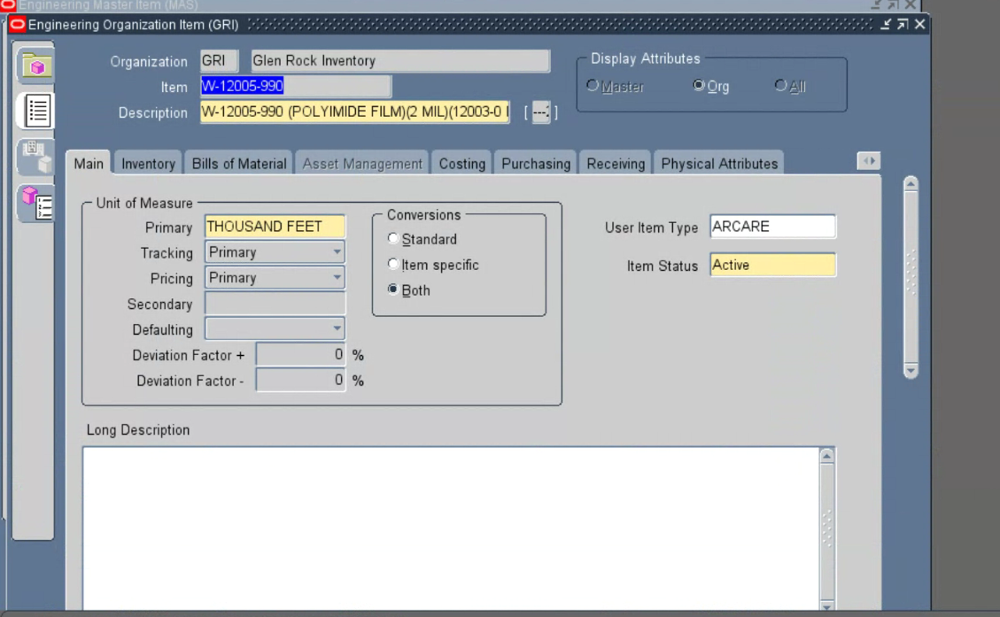 Engineering Master Item (MAS)
Engineering Organization Item (GRI)
Organization GRI Glen Rock Inventory
Item W-12005-990
Description W-12005-990 (POLYIMIDE FILM)(2 MIL)(12003-0 [ ]
Display Attributes
Master Org All
Main Inventory Bills of Material Asset Management Costing Purchasing Receiving Physical Attributes
Unit of Measure
Primary THOUSAND FEET
Tracking Primary
Pricing Primary
Secondary
Defaulting
Deviation Factor + 0 %
Deviation Factor - 0 %
Conversions
Standard
Item specific
Both
User Item Type ARCARE
Item Status Active
Long Description